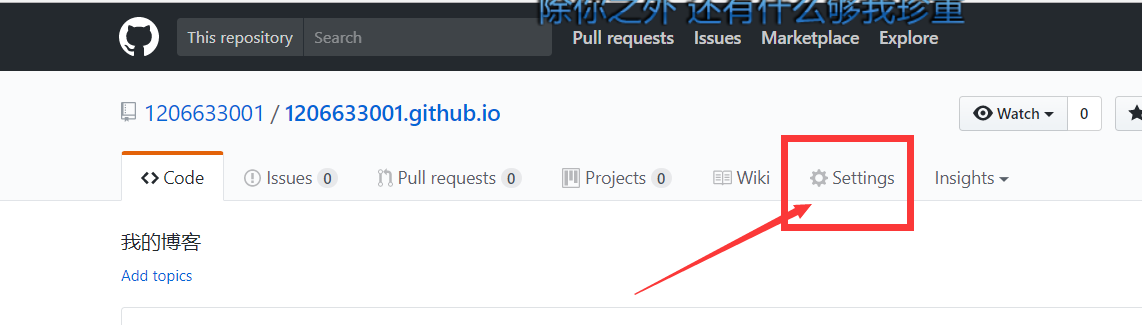 除你之外 还有什么够我珍重
This repository Search Pull requests Issues Marketplace Explore
1206633001 / 1206633001.github.io Watch 0
Code Issues 0 Pull requests 0 Projects 0 Wiki Settings Insights
我的博客
Add topics